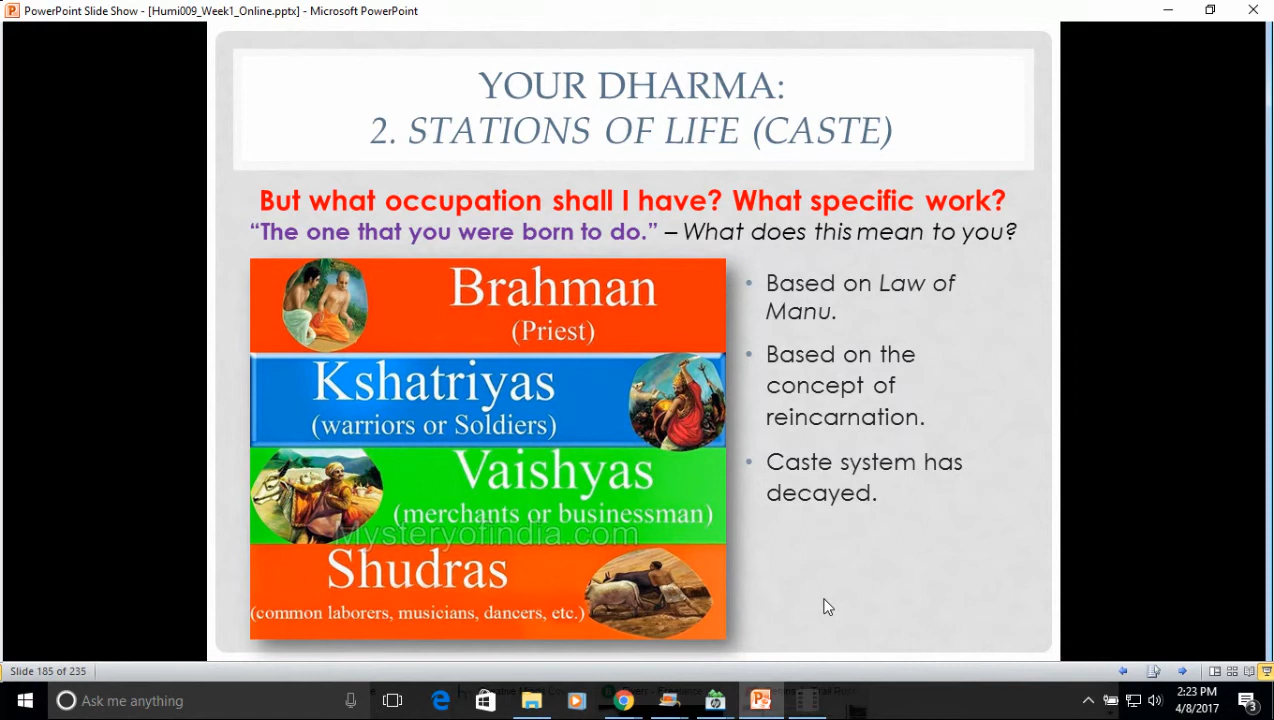 PowerPoint Slide Show - [Humi009_Week1_Online.pptx] - Microsoft PowerPoint
YOUR DHARMA:
2. STATIONS OF LIFE (CASTE)
But what occupation shall I have? What specific work?
“The one that you were born to do.” – What does this mean to you?
Brahman
(Priest)
Kshatriyas
(warriors or Soldiers)
Vaishyas
(merchants or businessman)
Mysteryofindia.com
Shudras
(common laborers, musicians, dancers, etc.)
• Based on Law of
Manu.
• Based on the
concept of
reincarnation.
• Caste system has
decayed.
Slide 185 of 235
Ask me anything
2:23 PM
4/8/2017
3